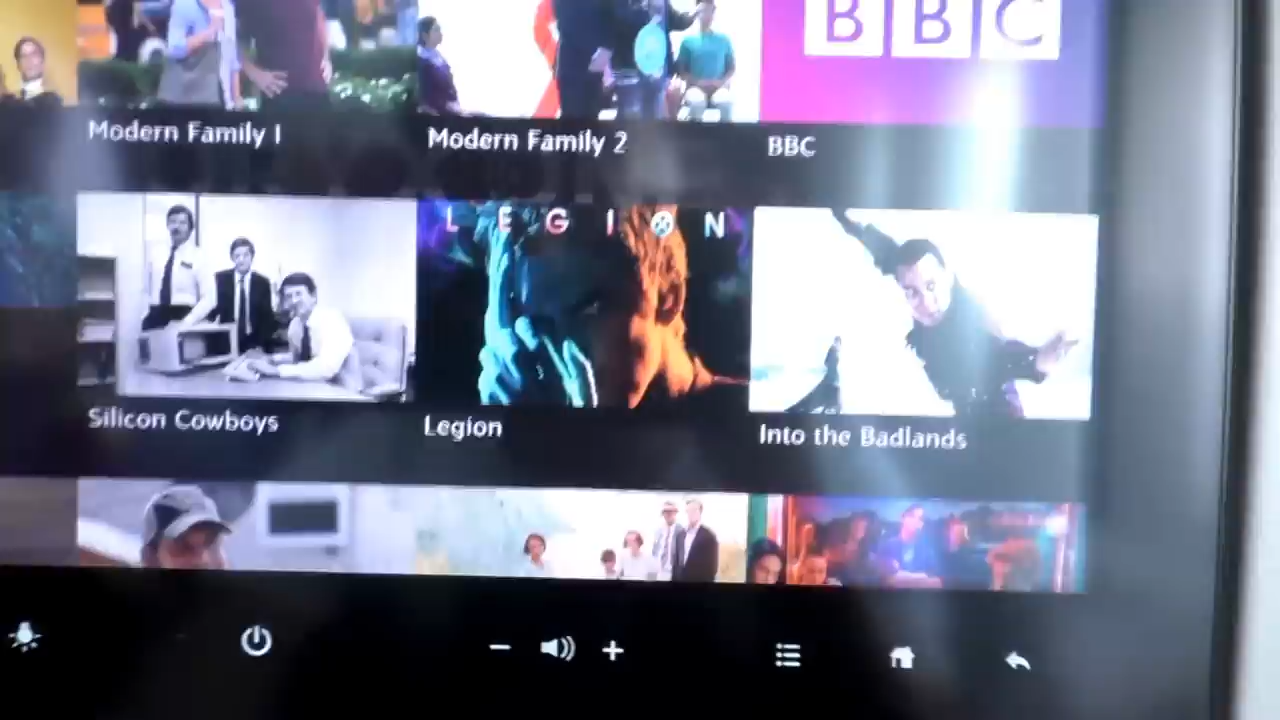 BBC
Modern Family 1
Modern Family 2
BBC
LEGION
Silicon Cowboys
Legion
Into the Badlands